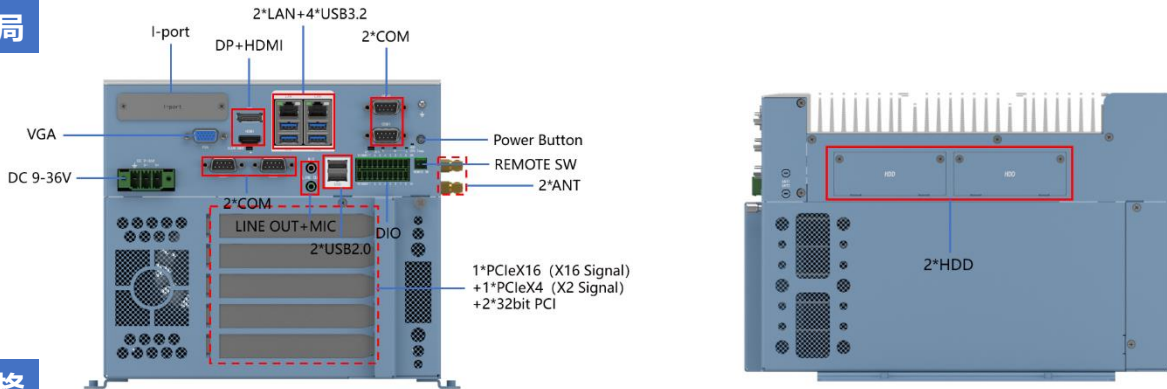 局
2*LAN+4*USB3.2
I-port
DP+HDMI
2*COM
I-port
VGA
Power Button
REMOTE SW
DC 9-36V
2*ANT
2*COM
LINE OUT+MIC
DIO
2*USB2.0
1*PCIeX16 (X16 Signal)
+1*PCIeX4 (X2 Signal)
+2*32bit PCI
HDD
HDD
2*HDD
格